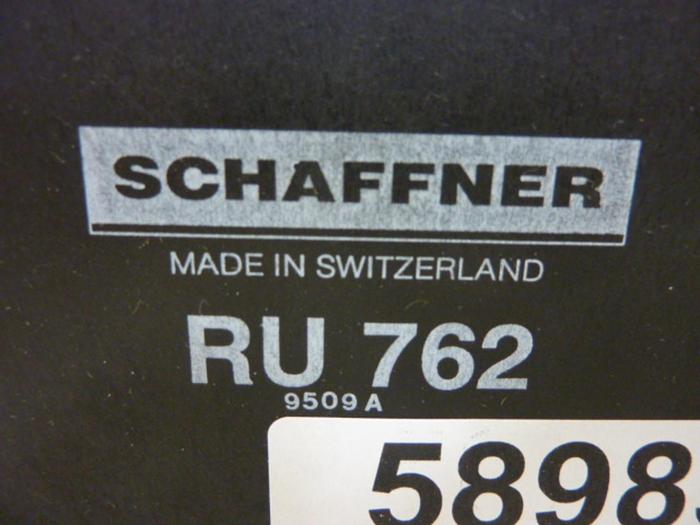 SCHAFFNER
MADE IN SWITZERLAND
RU 762
9509 A
5898